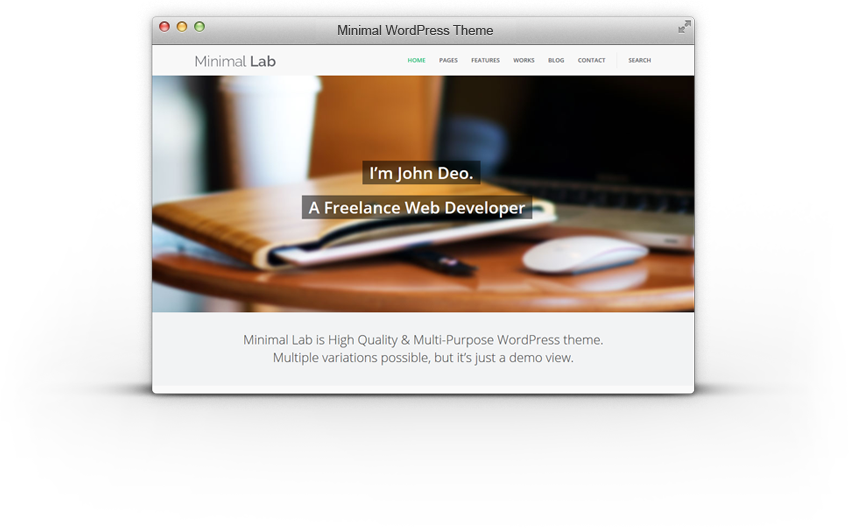 Minimal WordPress Theme
Minimal Lab
HOME PAGES FEATURES WORKS BLOG CONTACT SEARCH
I'm John Deo.
A Freelance Web Developer
Minimal Lab is High Quality & Multi-Purpose WordPress theme.
Multiple variations possible, but it's just a demo view.